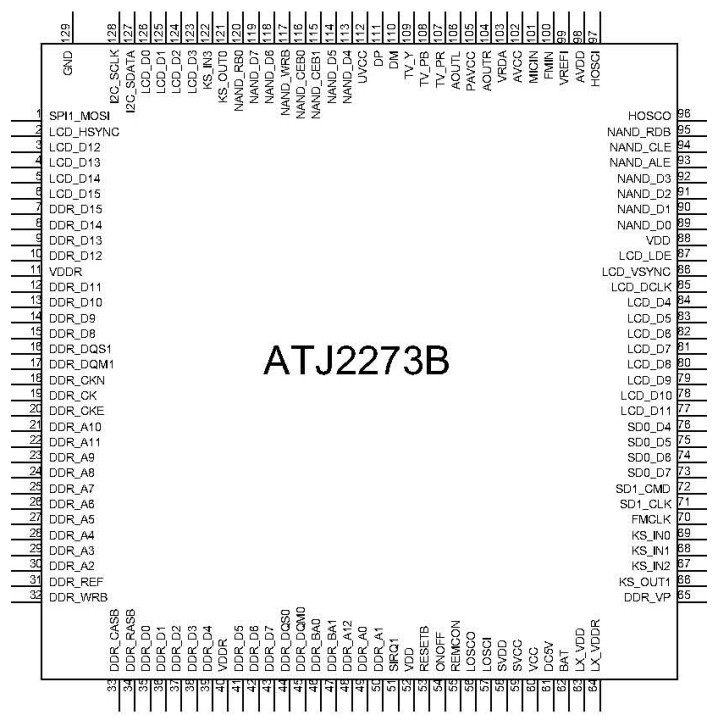 129 GND
128 I2C_SCLK
127 I2C_SDATA
126 LCD_D0
125 LCD_D1
124 LCD_D2
123 LCD_D3
122 KS_IN3
121 KS_OUT0
120 NAND_RB0
119 NAND_D7
118 NAND_D6
117 NAND_WRB
116 NAND_CEB0
115 NAND_CEB1
114 NAND_D5
113 NAND_D4
112 UVCC
111 DP
110 DM
109 TV_Y
108 TV_PB
107 TV_PR
106 AOUTL
105 PAVCC
104 AOUTR
103 VRDA
102 AVCC
101 MICIN
100 FMIN
99 VREFI
98 AVDD
97 HOSCI
1 SPI1_MOSI
2 LCD_HSYNC
3 LCD_D12
4 LCD_D13
5 LCD_D14
6 LCD_D15
7 DDR_D15
8 DDR_D14
9 DDR_D13
10 DDR_D12
11 VDDR
12 DDR_D11
13 DDR_D10
14 DDR_D9
15 DDR_D8
16 DDR_DQS1
17 DDR_DQM1
18 DDR_CKN
19 DDR_CK
20 DDR_CKE
21 DDR_A10
22 DDR_A11
23 DDR_A9
24 DDR_A8
25 DDR_A7
26 DDR_A6
27 DDR_A5
28 DDR_A4
29 DDR_A3
30 DDR_A2
31 DDR_REF
32 DDR_WRB
ATJ2273B
HOSCO 96
NAND_RDB 95
NAND_CLE 94
NAND_ALE 93
NAND_D3 92
NAND_D2 91
NAND_D1 90
NAND_D0 89
VDD 88
LCD_LDE 87
LCD_VSYNC 86
LCD_DCLK 85
LCD_D4 84
LCD_D5 83
LCD_D6 82
LCD_D7 81
LCD_D8 80
LCD_D9 79
LCD_D10 78
LCD_D11 77
SD0_D4 76
SD0_D5 75
SD0_D6 74
SD0_D7 73
SD1_CMD 72
SD1_CLK 71
FMCLK 70
KS_IN0 69
KS_IN1 68
KS_IN2 67
KS_OUT1 66
DDR_VP 65
33 DDR_CASB
34 DDR_RASB
35 DDR_D0
36 DDR_D1
37 DDR_D2
38 DDR_D3
39 DDR_D4
40 VDDR
41 DDR_D5
42 DDR_D6
43 DDR_D7
44 DDR_DQS0
45 DDR_DQM0
46 DDR_BA0
47 DDR_BA1
48 DDR_A12
49 DDR_A0
50 DDR_A1
51 SIRQ1
52 VDD
53 RESETB
54 ONOFF
55 REMCON
56 LOSCO
57 LOSCI
58 SVDD
59 SVCC
60 VCC
61 DC5V
62 BAT
63 LX_VDD
64 LX_VDDR